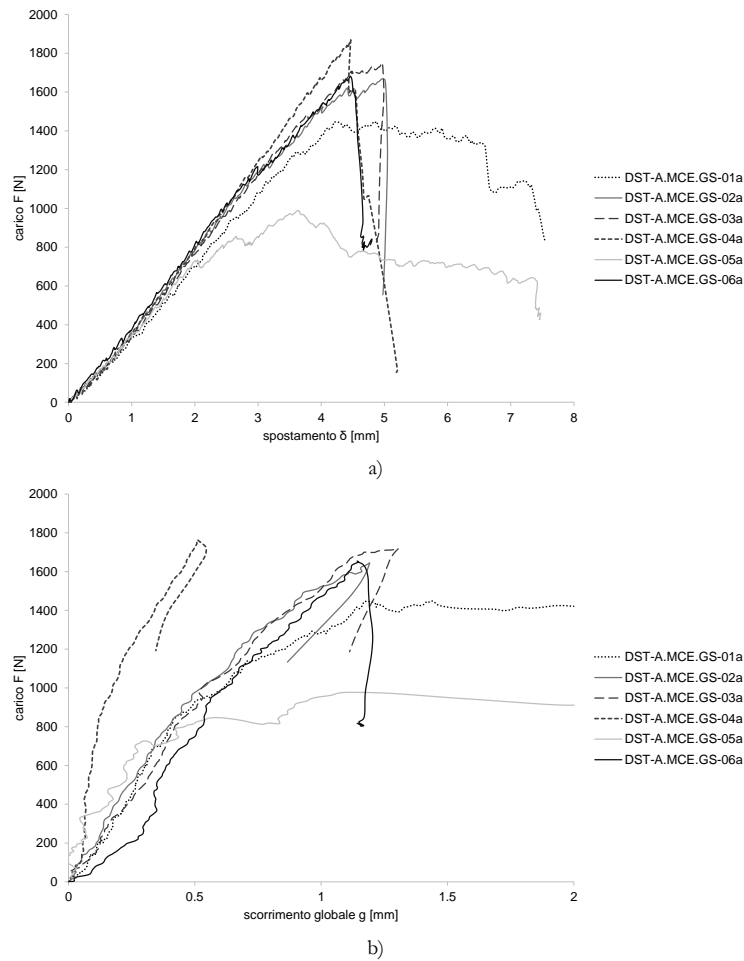 2000
1800
1600
1400
1200
1000
800
600
400
200
0
carico F [N]
0 1 2 3 4 5 6 7 8
spostamento δ [mm]
DST-A.MCE.GS-01a
DST-A.MCE.GS-02a
DST-A.MCE.GS-03a
DST-A.MCE.GS-04a
DST-A.MCE.GS-05a
DST-A.MCE.GS-06a
a)
2000
1800
1600
1400
1200
1000
800
600
400
200
0
carico F [N]
0 0.5 1 1.5 2
scorrimento globale g [mm]
DST-A.MCE.GS-01a
DST-A.MCE.GS-02a
DST-A.MCE.GS-03a
DST-A.MCE.GS-04a
DST-A.MCE.GS-05a
DST-A.MCE.GS-06a
b)